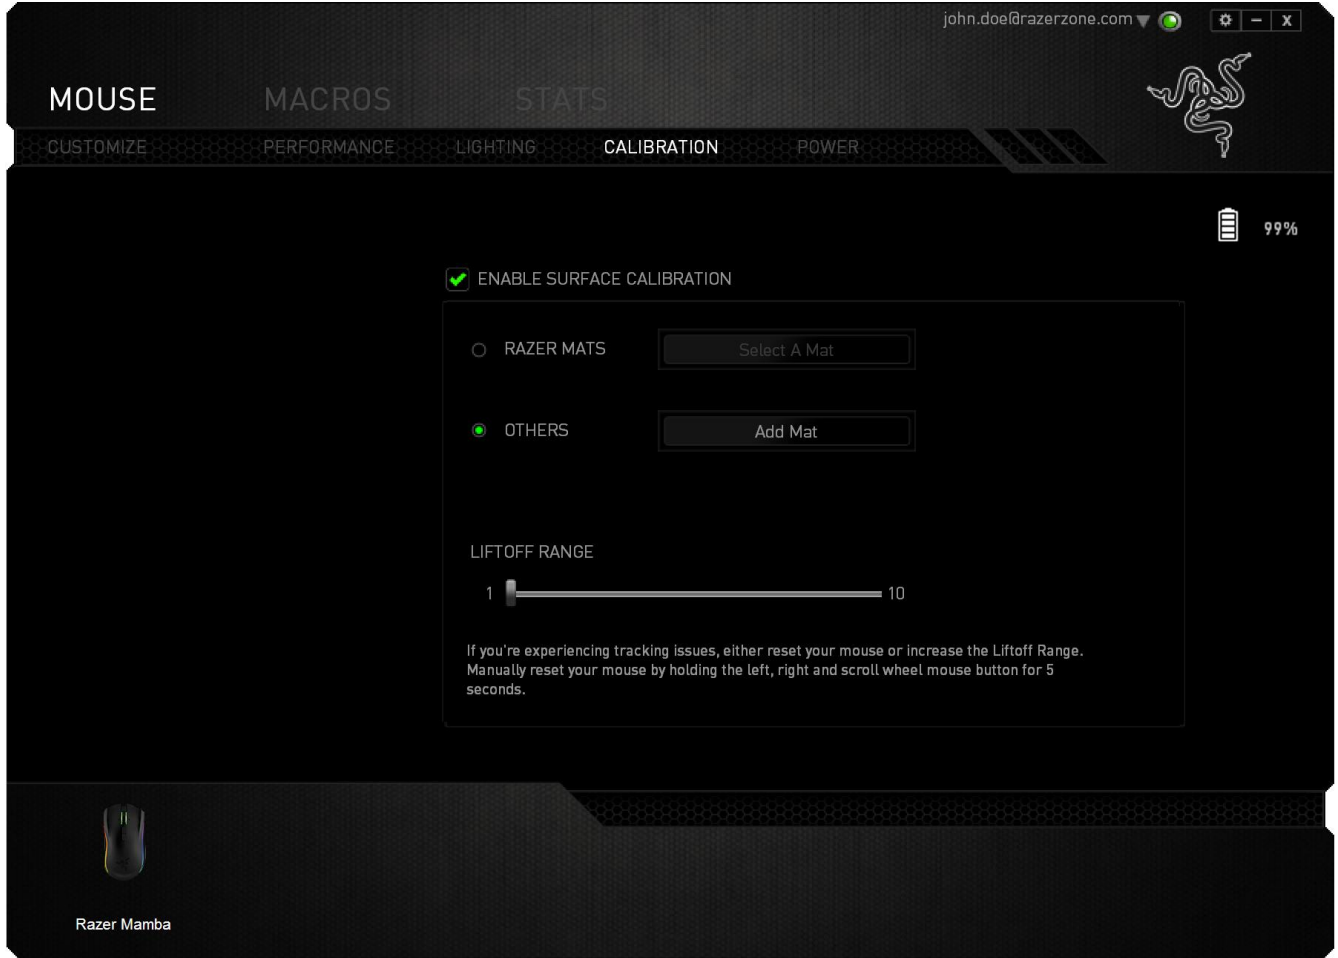 john.doe@razerzone.com
X
MOUSE MACROS STATS
CUSTOMIZE PERFORMANCE LIGHTING CALIBRATION POWER
99%
ENABLE SURFACE CALIBRATION
RAZER MATS Select A Mat
OTHERS Add Mat
LIFTOFF RANGE
1 10
If you're experiencing tracking issues, either reset your mouse or increase the Liftoff Range.
Manually reset your mouse by holding the left, right and scroll wheel mouse button for 5
seconds.
Razer Mamba